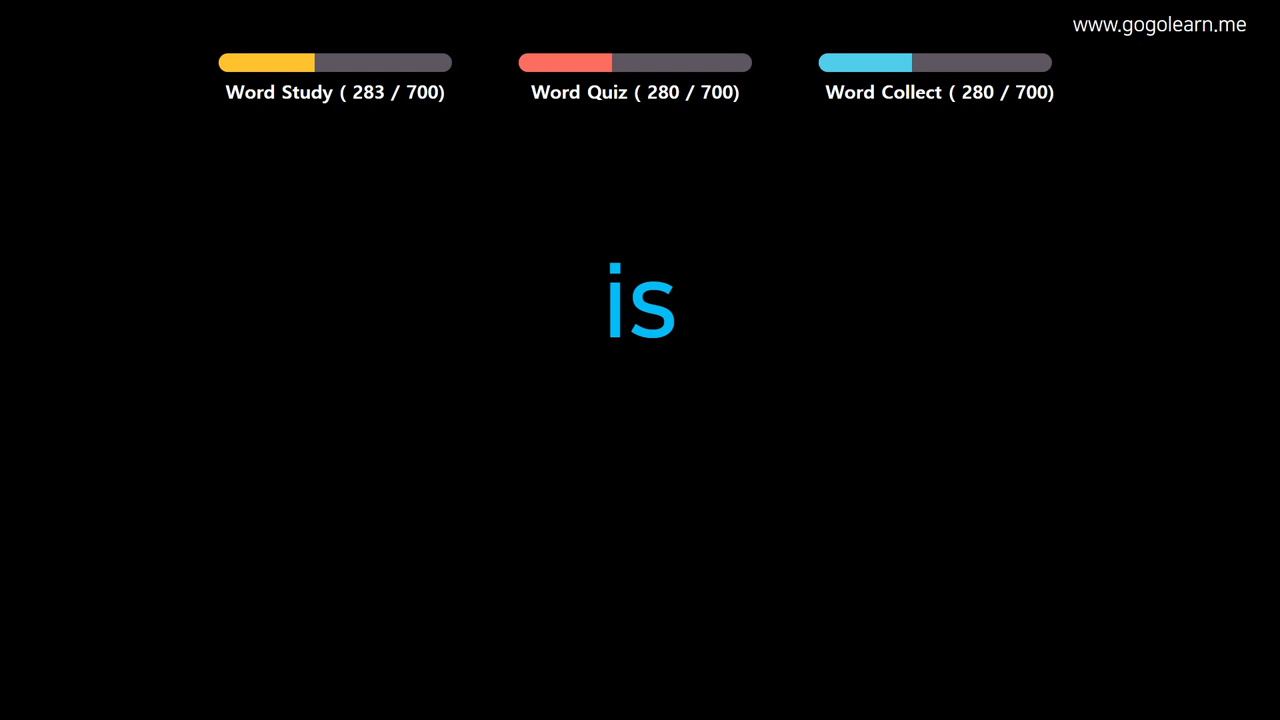 www.gogolearn.me
Word Study ( 283 / 700)
Word Quiz ( 280 / 700)
Word Collect ( 280 / 700)
is